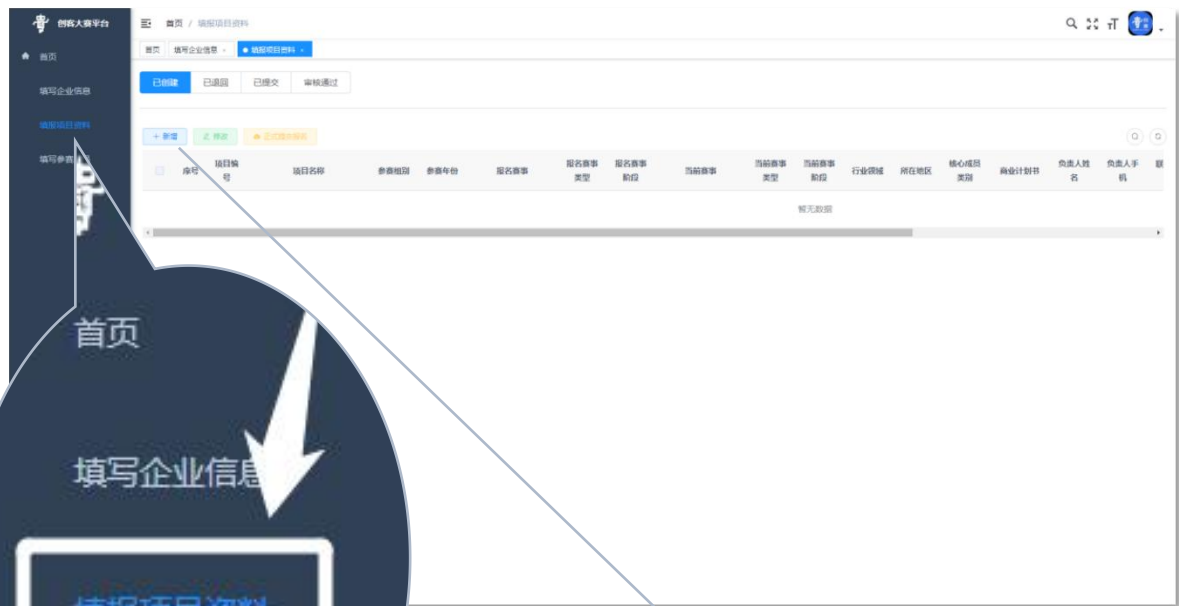 创客大赛平台
首页 / 填报项目资料
首页
填写企业信息
填报项目资料
首页 填写企业信息 × ● 填报项目资料 ×
已创建 已退回 已提交 审核通过
+ 新增 修改
序号 项目编号 项目名称 参赛组别 参赛年份 报名赛事 报名赛事类型 报名赛事阶段 当前赛事 当前赛事类型 当前赛事阶段 行业领域 所在地区 核心成员类别 商业计划书 负责人姓名 负责人手机 联
暂无数据
首页
填写企业信息
填报项目资料